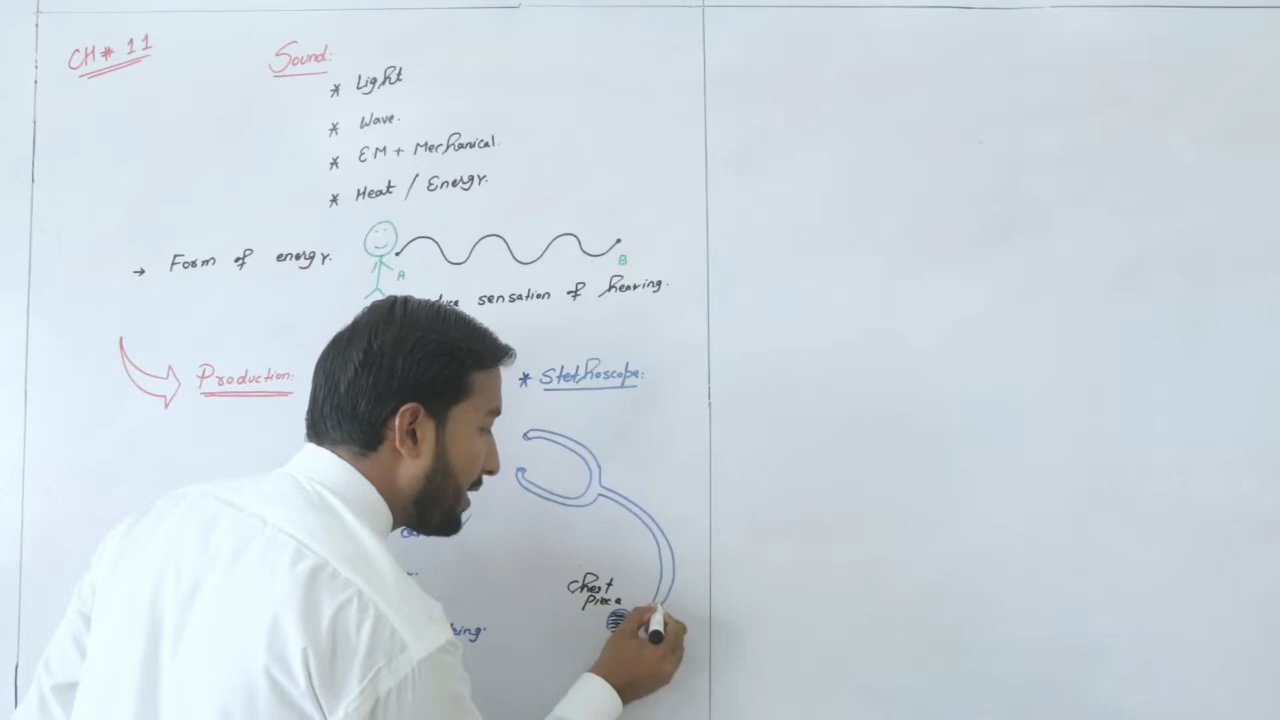 CH # 11
Sound:
* Light
* Wave.
* EM + Mechanical.
* Heat / Energy.
→ Form of energy.
A
B
sensation of hearing.
Production:
* Stethoscope:
Chest
Piece